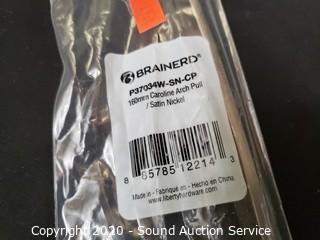 BRAINERD®
P37034W-SN-CP
160mm Caroline Arch Pull
/ Satin Nickel
8 85785 12214 3
Made in - Fabriqué en - Hecho en China.
www.libertyhardware.com
Copyright 2020 - Sound Auction Service